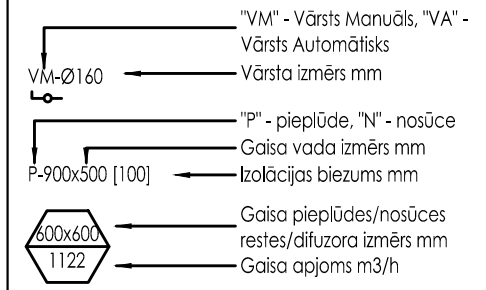 "VM" - Vārsts Manuāls, "VA" -
Vārsts Automātisks
VM-Ø160
Vārsta izmērs mm
"P" - pieplūde, "N" - nosūce
Gaisa vada izmērs mm
P-900x500 [100]
Izolācijas biezums mm
Gaisa pieplūdes/nosūces
600x600
restes/difuzora izmērs mm
1122
Gaisa apjoms m3/h